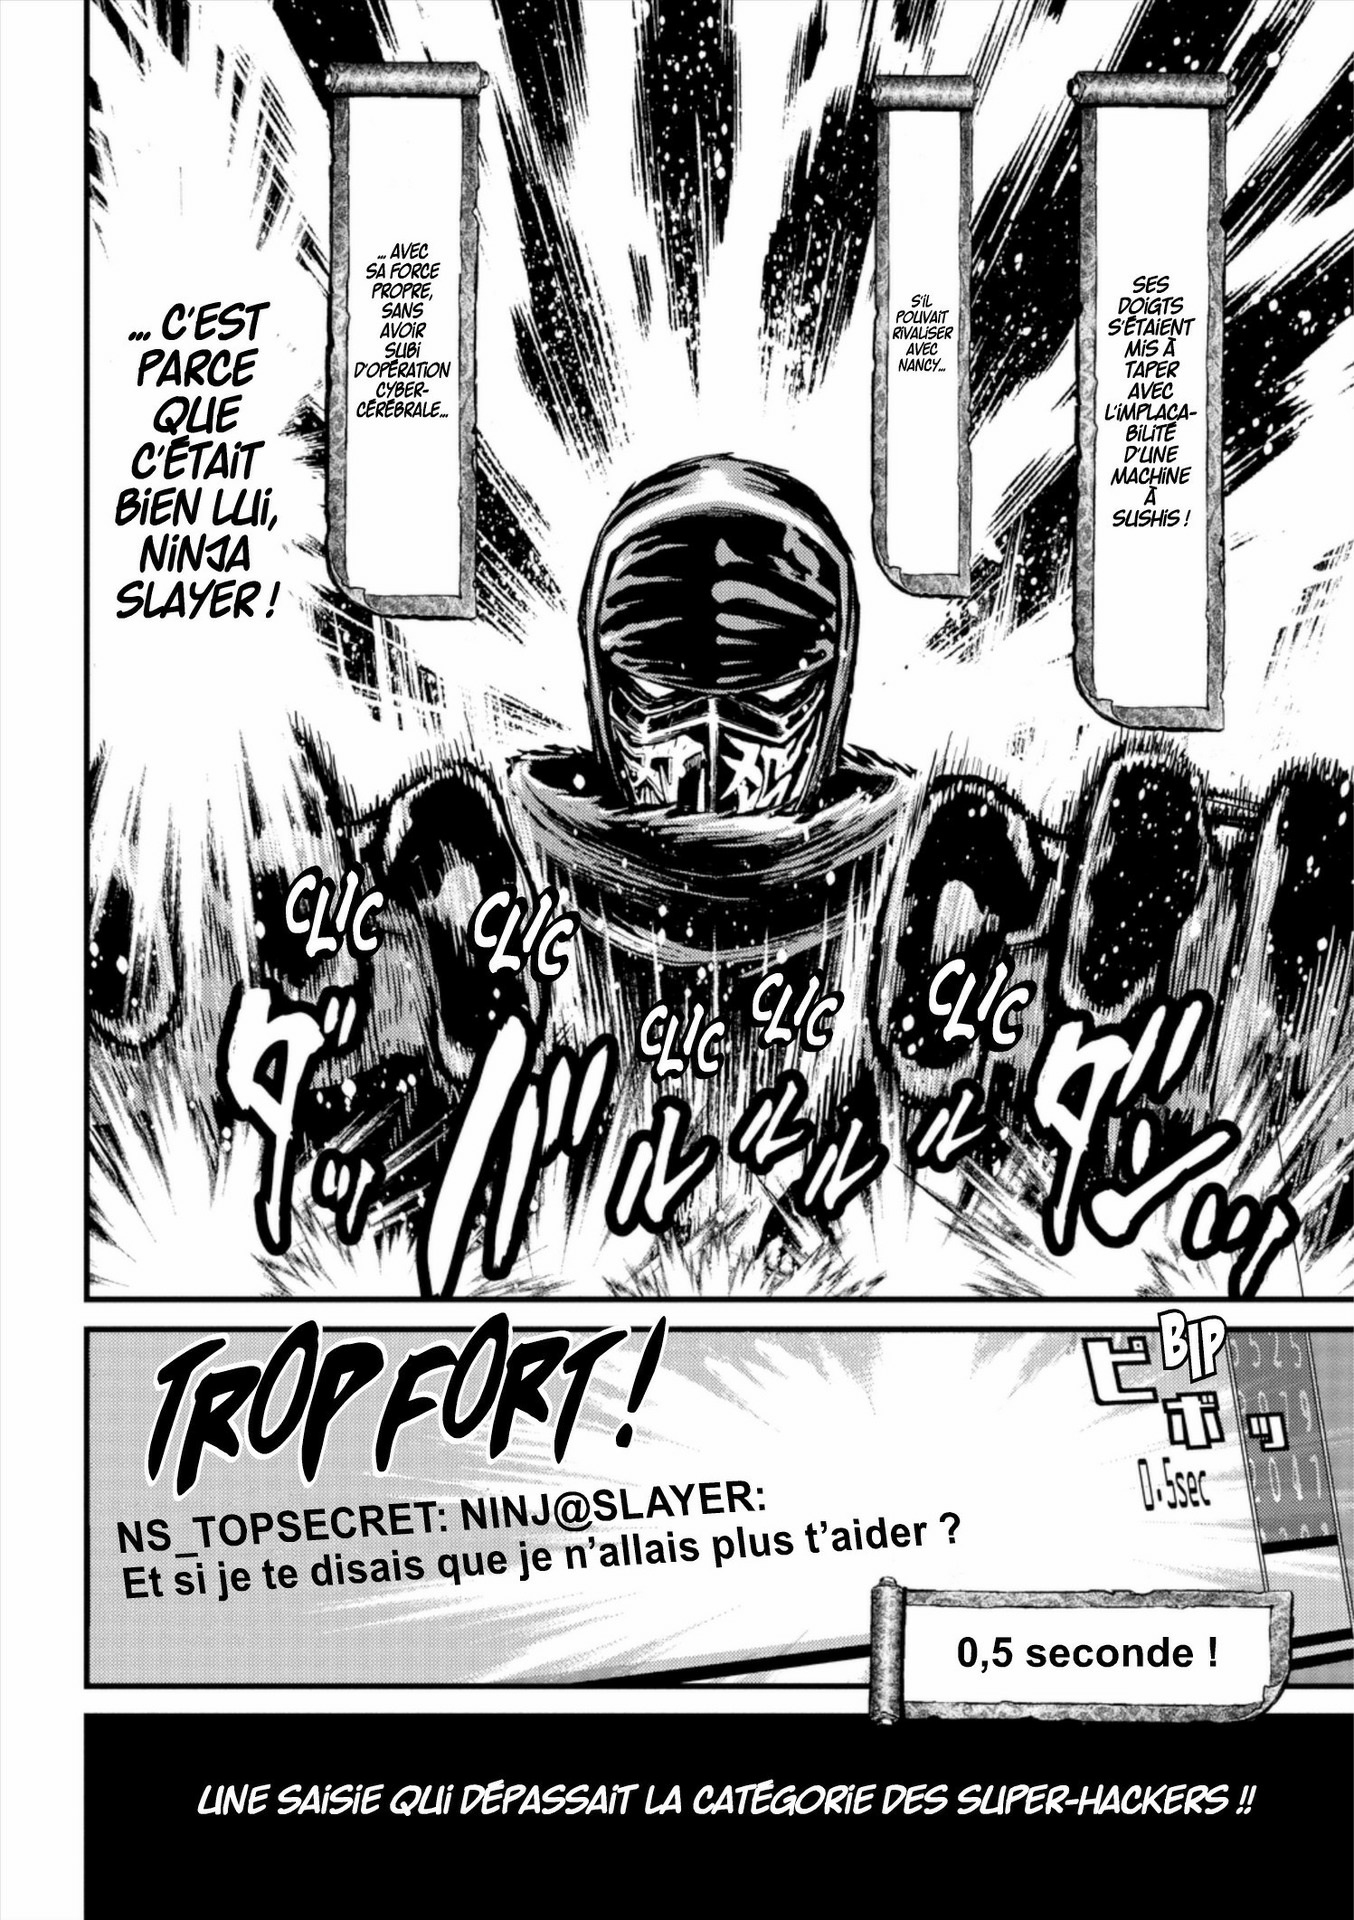 SES
DOIGTS
S'ÉTAIENT
MIS À
TAPER
AVEC
L'IMPLACA-
BILITÉ
D'UNE
MACHINE
À
SUSHIS !
S'IL
POUVAIT
RIVALISER
AVEC
NANCY...
... AVEC
SA FORCE
PROPRE,
SANS
AVOIR
SUBI
D'OPÉRATION
CYBER-
CÉRÉBRALE...
... C'EST
PARCE
QUE
C'ÉTAIT
BIEN LUI,
NINJA
SLAYER !
忍殺
CLIC
CLIC
CLIC
CLIC
CLIC
ダンッ
ルルルル
バ
ダッ
BIP
ピボッ
0.5sec
TROP FORT !
NS_TOPSECRET: NINJ@SLAYER:
Et si je te disais que je n'allais plus t'aider ?
0,5 seconde !
UNE SAISIE QUI DÉPASSAIT LA CATÉGORIE DES SUPER-HACKERS !!